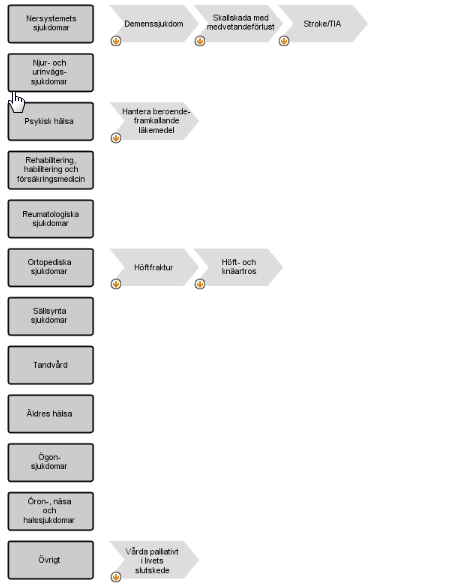 Nersystemets
sjukdomar
Demenssjukdom
Skallskada med
medvetandeförlust
Stroke/TIA
Njur- och
urinvägs-
sjukdomar
Psykisk hälsa
Hantera beroende-
framkallande
läkemedel
Rehabilitering,
habilitering och
försäkringsmedicin
Reumatologiska
sjukdomar
Ortopediska
sjukdomar
Höftfraktur
Höft- och
knäartros
Sällsynta
sjukdomar
Tandvård
Äldres hälsa
Ögon-
sjukdomar
Öron-, näsa
och
halssjukdomar
Övrigt
Vårda palliativt
i livets
slutskede